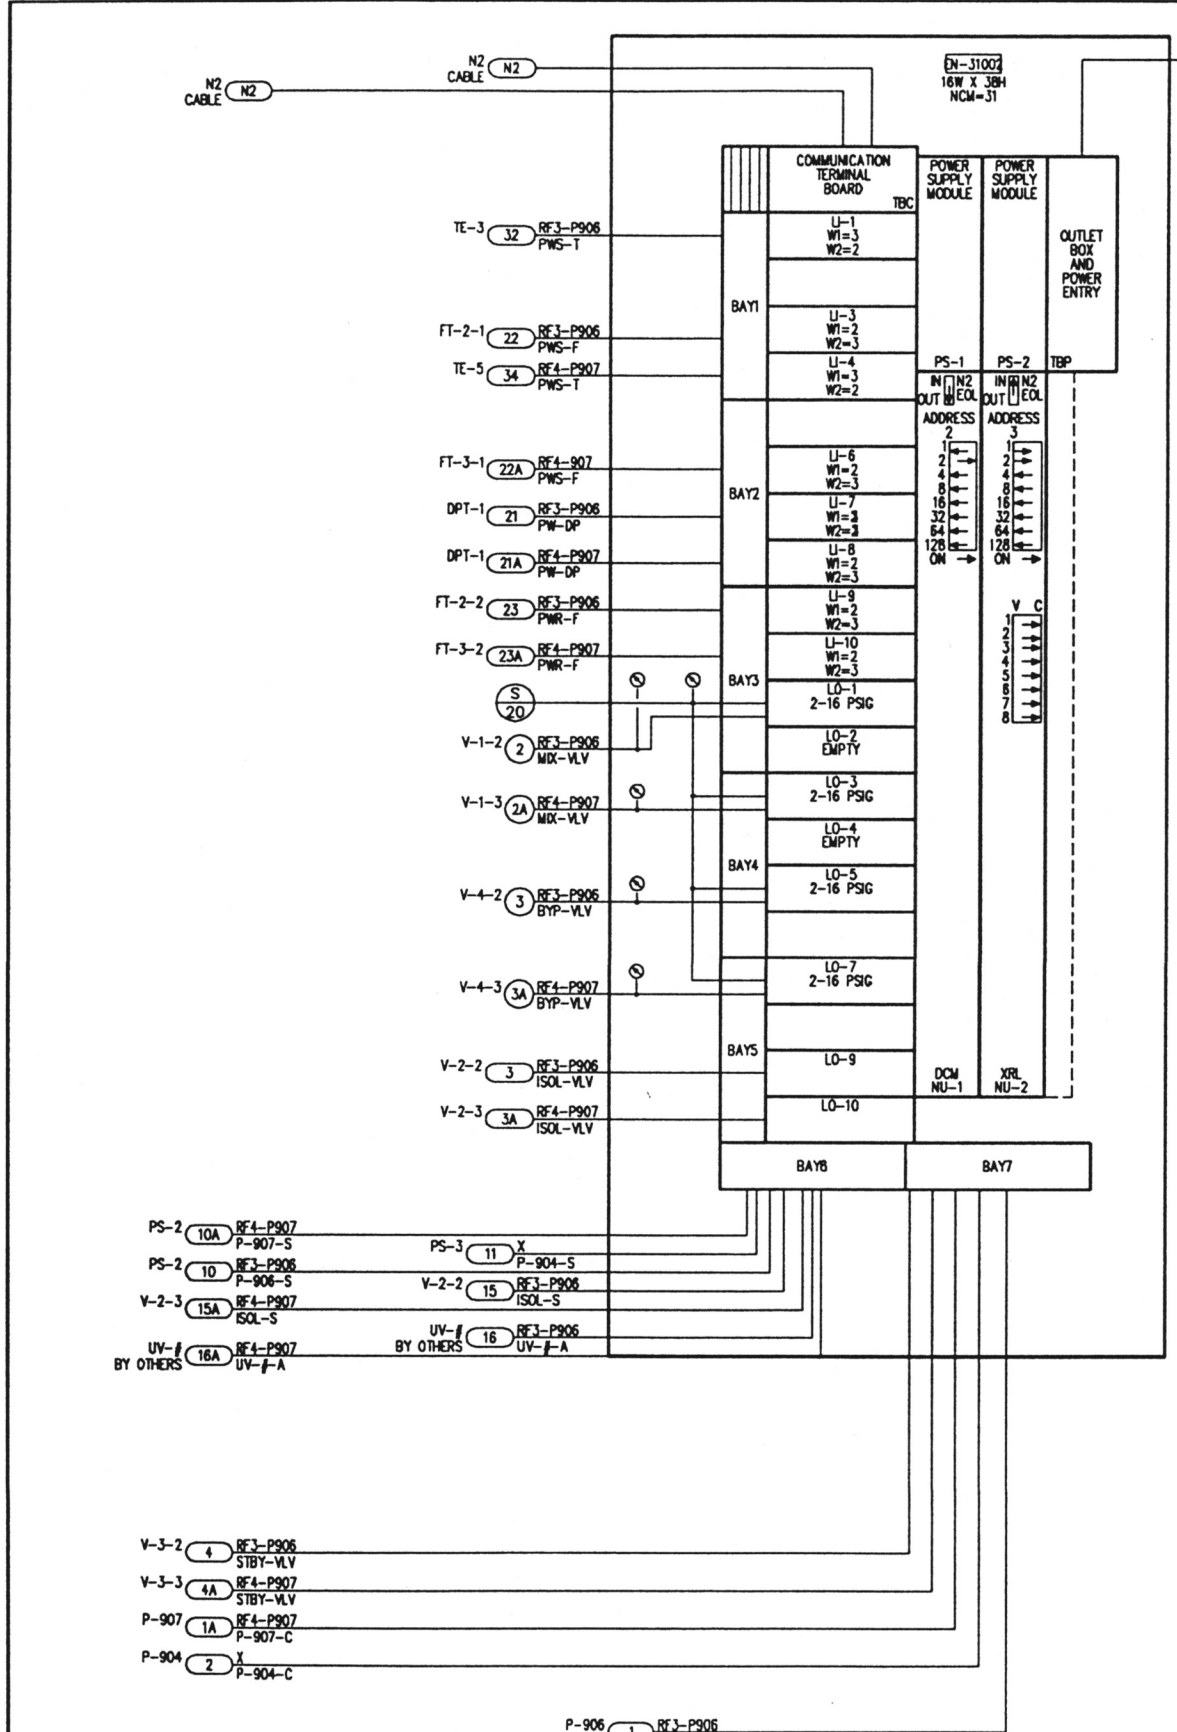 N2
CABLE
N2
N2
CABLE
N2
EN-31002
16W X 38H
NCM=31
COMMUNICATION
TERMINAL
BOARD
TBC
POWER
SUPPLY
MODULE
PS-1
POWER
SUPPLY
MODULE
PS-2
OUTLET
BOX
AND
POWER
ENTRY
TBP
TE-3
32
RF3-P906
PWS-T
FT-2-1
22
RF3-P906
PWS-F
TE-5
34
RF4-P907
PWS-T
FT-3-1
22A
RF4-907
PWS-F
DPT-1
21
RF3-P906
PW-DP
DPT-1
21A
RF4-P907
PW-DP
FT-2-2
23
RF3-P906
PWR-F
FT-3-2
23A
RF4-P907
PWR-F
S
20
V-1-2
2
RF3-P906
MIX-VLV
V-1-3
2A
RF4-P907
MIX-VLV
V-4-2
3
RF3-P906
BYP-VLV
V-4-3
3A
RF4-P907
BYP-VLV
V-2-2
3
RF3-P906
ISOL-VLV
V-2-3
3A
RF4-P907
ISOL-VLV
BAY1
BAY2
BAY3
BAY4
BAY5
LI-1
W1=3
W2=2
LI-3
W1=2
W2=3
LI-4
W1=3
W2=2
LI-6
W1=2
W2=3
LI-7
LI-8
W1=2
W2=3
LI-9
W1=2
W2=3
LI-10
W1=2
W2=3
LO-1
2-16 PSIG
LO-2
EMPTY
LO-3
2-16 PSIG
LO-4
EMPTY
LO-5
2-16 PSIG
LO-7
2-16 PSIG
LO-9
LO-10
IN N2
OUT EOL
ADDRESS
2
1
2
4
8
16
32
64
128
ON
DCM
NU-1
IN N2
OUT EOL
ADDRESS
3
1
2
4
8
16
32
64
128
ON
V C
1
2
3
4
5
6
7
8
XRL
NU-2
BAY6
BAY7
PS-2
10A
RF4-P907
P-907-S
PS-3
11
X
P-904-S
PS-2
10
RF3-P906
P-906-S
V-2-2
15
RF3-P906
ISOL-S
V-2-3
15A
RF4-P907
ISOL-S
UV-#
BY OTHERS
16
RF3-P906
UV-#-A
UV-#
BY OTHERS
16A
RF4-P907
UV-#-A
V-3-2
4
RF3-P906
STBY-VLV
V-3-3
4A
RF4-P907
STBY-VLV
P-907
1A
RF4-P907
P-907-C
P-904
2
X
P-904-C
P-906
1
RF3-P906